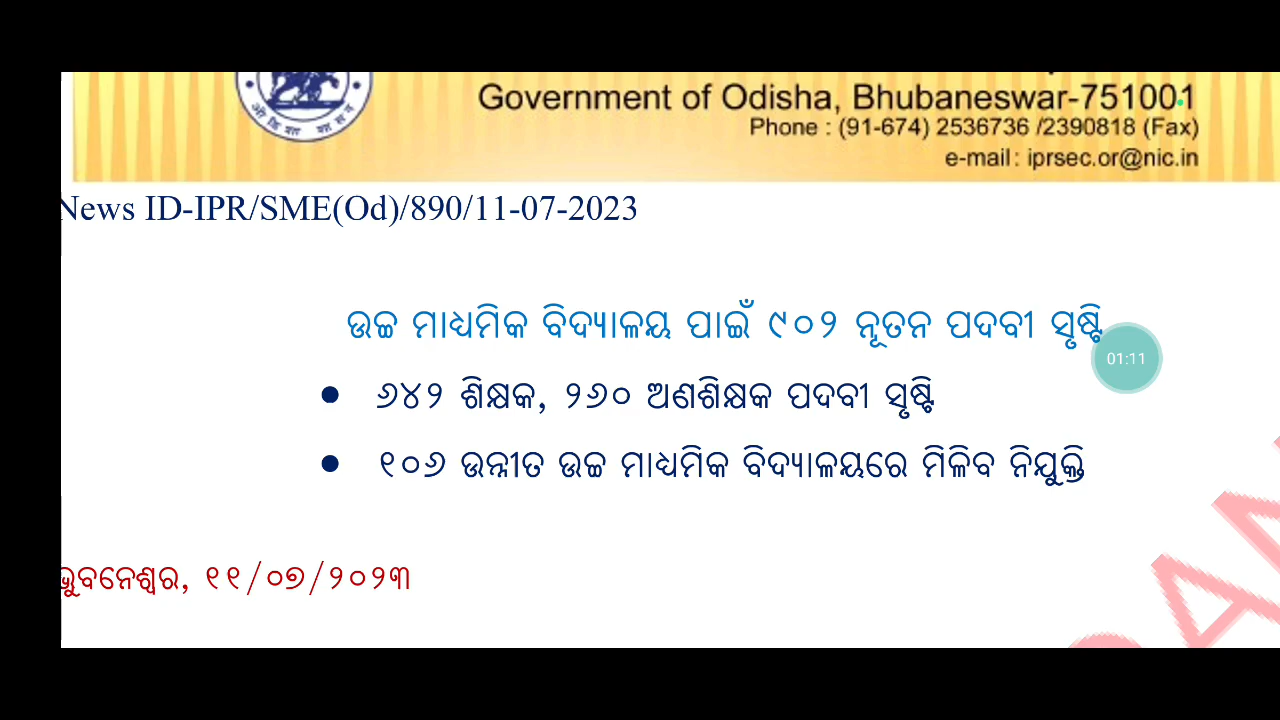 Government of Odisha, Bhubaneswar-751001
Phone : (91-674) 2536736 /2390818 (Fax)
e-mail : iprsec.or@nic.in
News ID-IPR/SME(Od)/890/11-07-2023
ଉଚ୍ଚ ମାଧ୍ୟମିକ ବିଦ୍ୟାଳୟ ପାଇଁ ୯୦୨ ନୂତନ ପଦବୀ ସୃଷ୍ଟି
01:11
• ୬୪୨ ଶିକ୍ଷକ, ୨୬୦ ଅଣଶିକ୍ଷକ ପଦବୀ ସୃଷ୍ଟି
• ୧୦୬ ଉନ୍ନୀତ ଉଚ୍ଚ ମାଧ୍ୟମିକ ବିଦ୍ୟାଳୟରେ ମିଳିବ ନିଯୁକ୍ତି
ଭୁବନେଶ୍ୱର, ୧୧/୦୭/୨୦୨୩